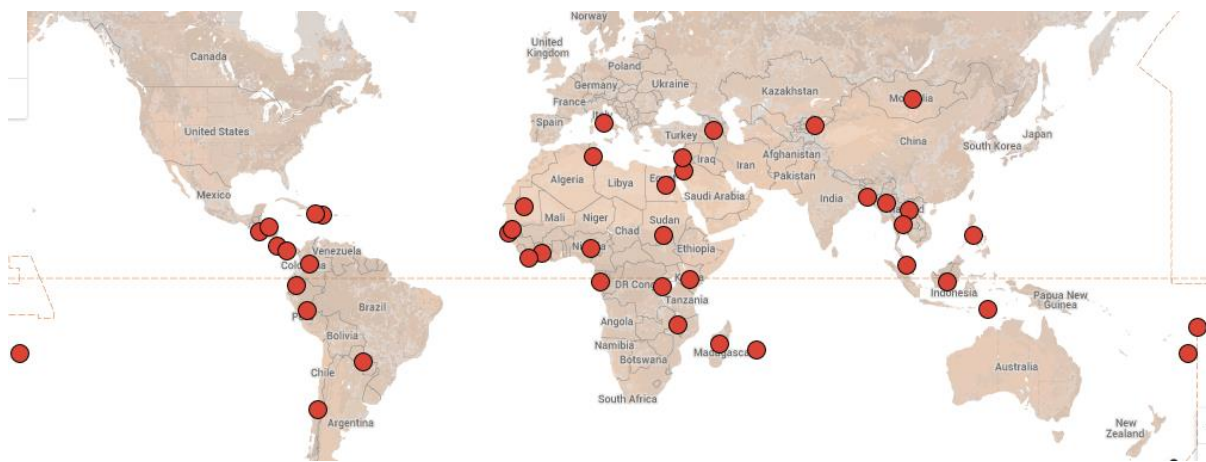 Norway
Canada
United
Kingdom
Poland
Germany
Ukraine
France
Kazakhstan
Spain
Turkey
United States
China
Japan
South Korea
Afghanistan
Iraq
Iran
Pakistan
Algeria
Libya
Saudi Arabia
Mexico
India
Mali
Niger
Sudan
Chad
Ethiopia
Venezuela
DR Congo
Tanzania
Indonesia
Papua New
Guinea
Brazil
Angola
Bolivia
Namibia
Madagascar
Botswana
Chile
Australia
South Africa
Argentina
New
Zealand